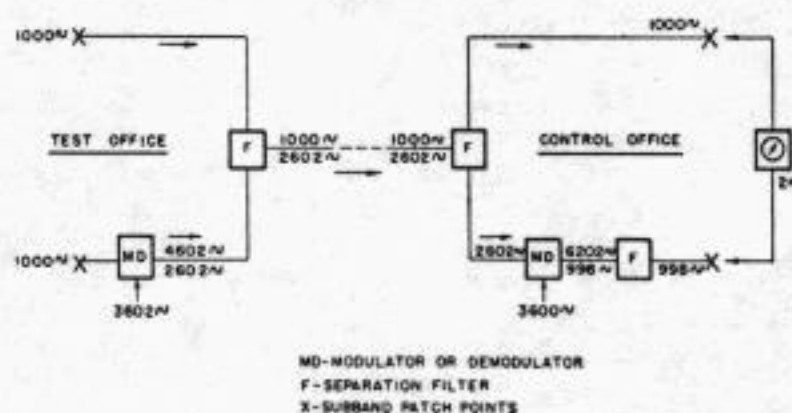 1000~ 1000~
TEST OFFICE F 1000~ 1000~ F CONTROL OFFICE
2602~ 2602~
4602~ 2602~ 6202~
1000~ MD MD F
2602~ 998~ 998~
3602~ 3600~
MD-MODULATOR OR DEMODULATOR
F-SEPARATION FILTER
X-SUBBAND PATCH POINTS